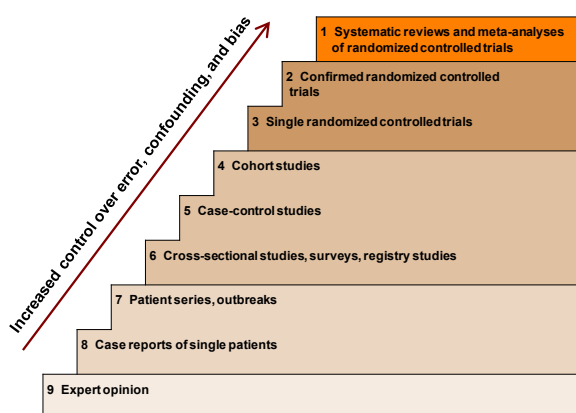 1 Systematic reviews and meta-analyses
of randomized controlled trials
2 Confirmed randomized controlled
trials
3 Single randomized controlled trials
4 Cohort studies
5 Case-control studies
6 Cross-sectional studies, surveys, registry studies
7 Patient series, outbreaks
8 Case reports of single patients
9 Expert opinion
Increased control over error, confounding, and bias